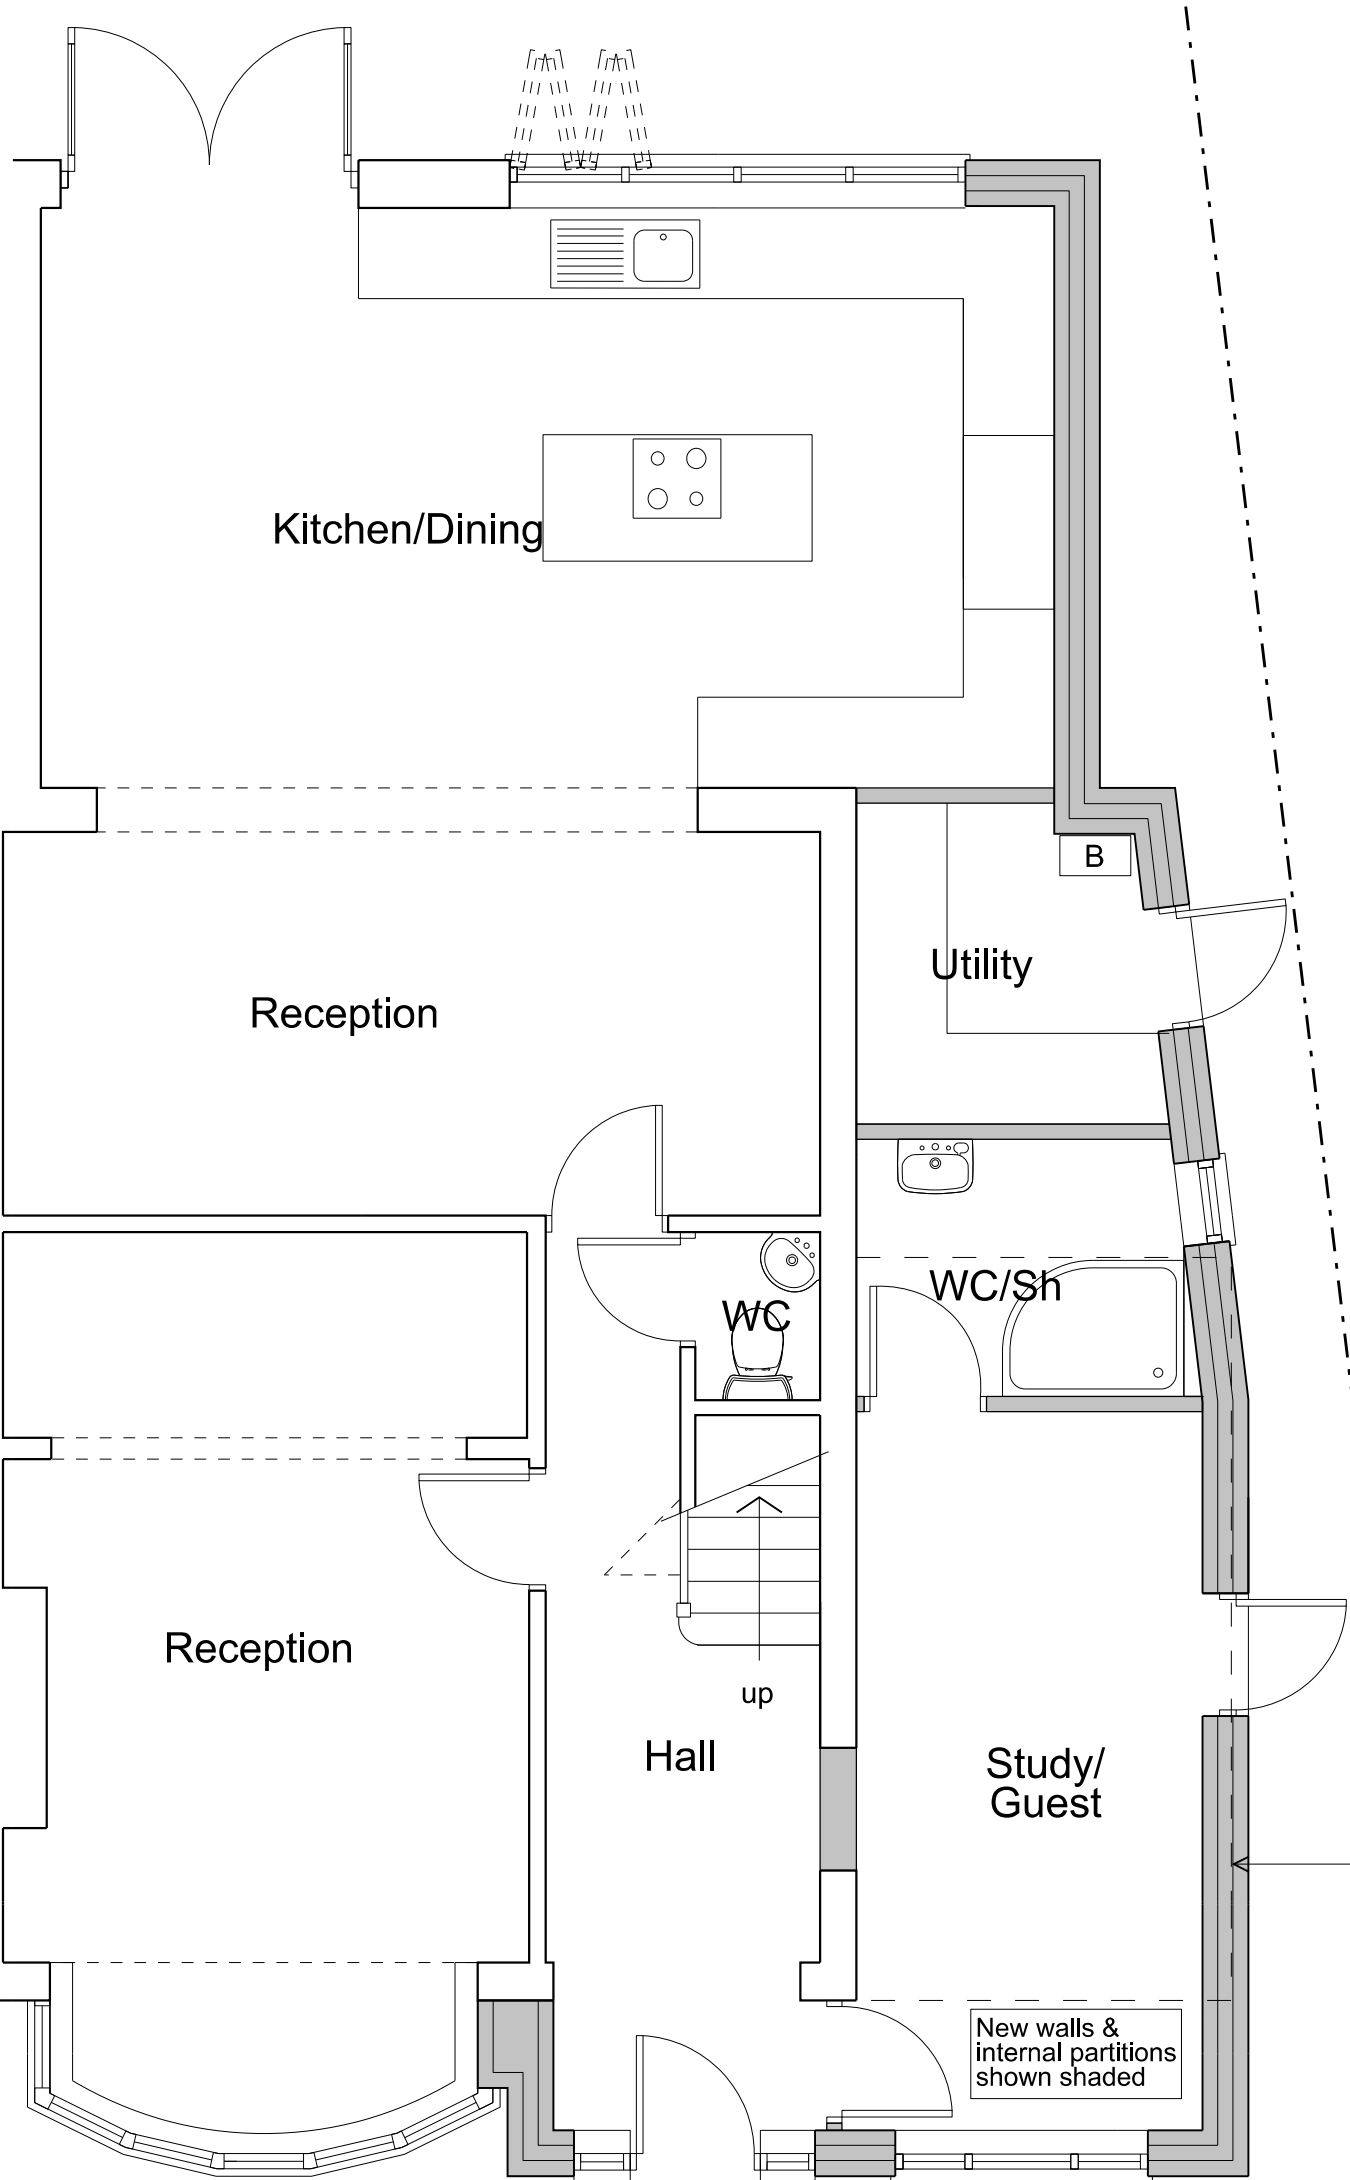 Kitchen/Dining
B
Utility
Reception
WC/Sh
WC
Reception
up
Hall
Study/
Guest
New walls &
internal partitions
shown shaded